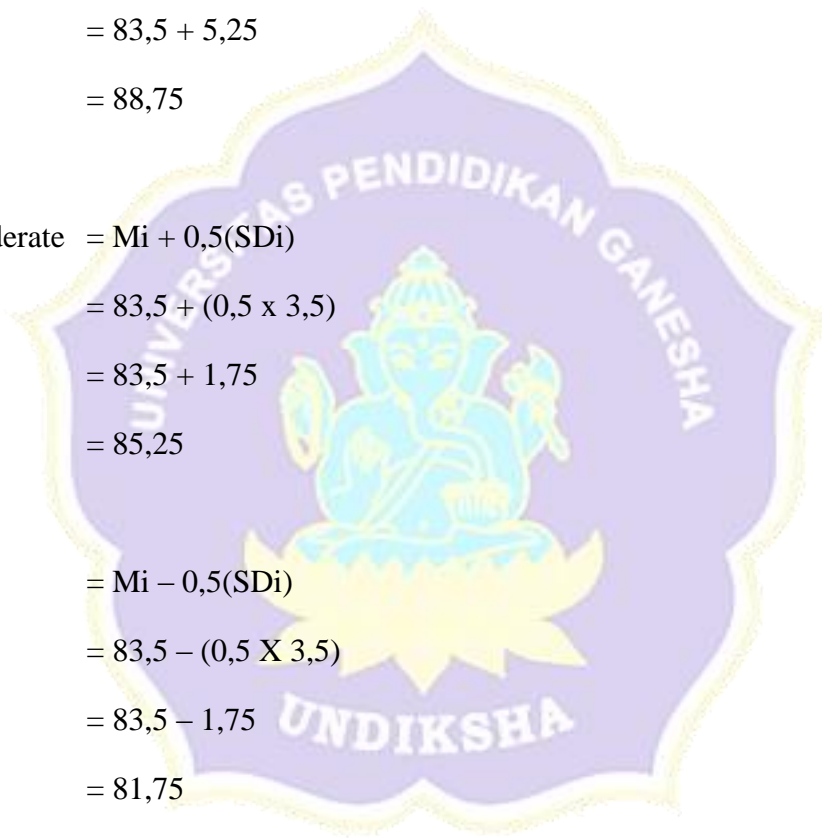 = 83,5 + 5,25
= 88,75
UNIVERSITAS PENDIDIKAN GANESHA
derate = Mi + 0,5(SDi)
= 83,5 + (0,5 x 3,5)
= 83,5 + 1,75
= 85,25
= Mi – 0,5(SDi)
= 83,5 – (0,5 X 3,5)
= 83,5 – 1,75
UNDIKSHA
= 81,75